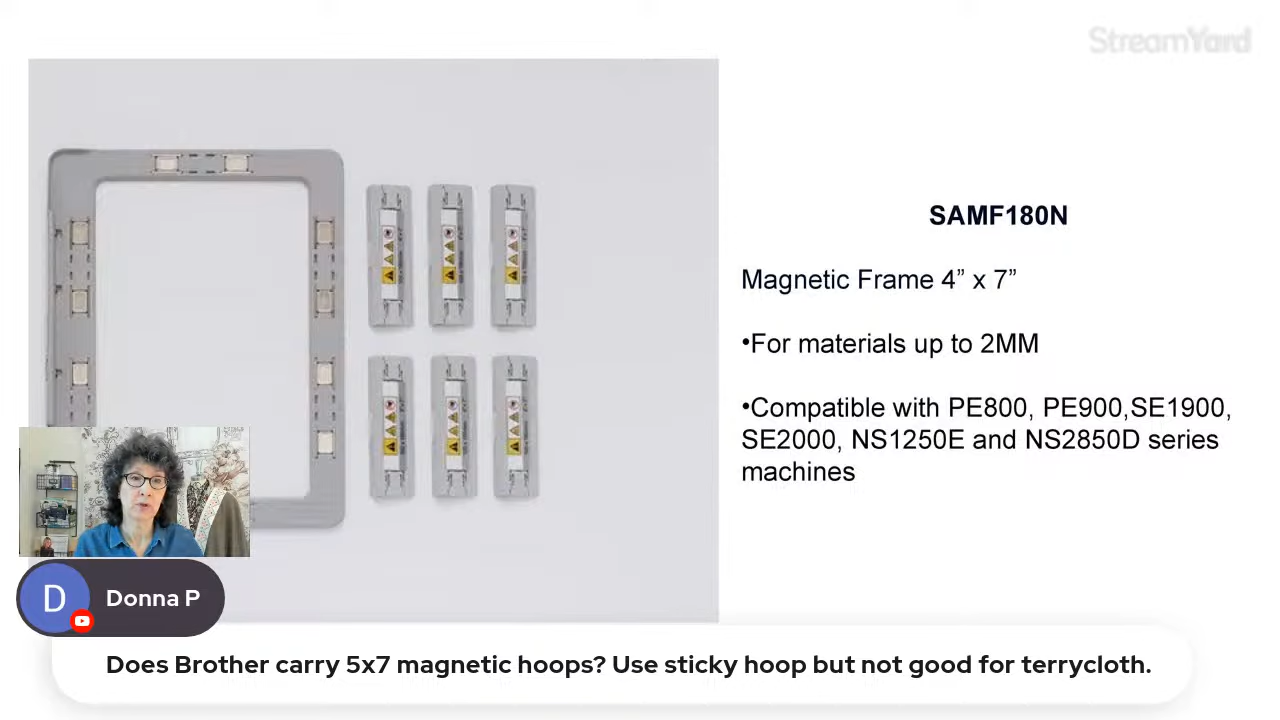 StreamYard
SAMF180N
Magnetic Frame 4” x 7”
•For materials up to 2MM
•Compatible with PE800, PE900,SE1900,
SE2000, NS1250E and NS2850D series
machines
D
Donna P
Does Brother carry 5x7 magnetic hoops? Use sticky hoop but not good for terrycloth.